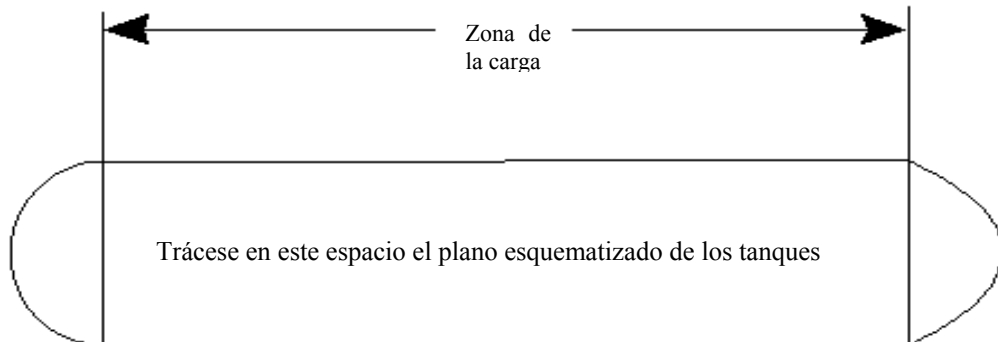 Zona de
la carga
Trácese en este espacio el plano esquematizado de los tanques